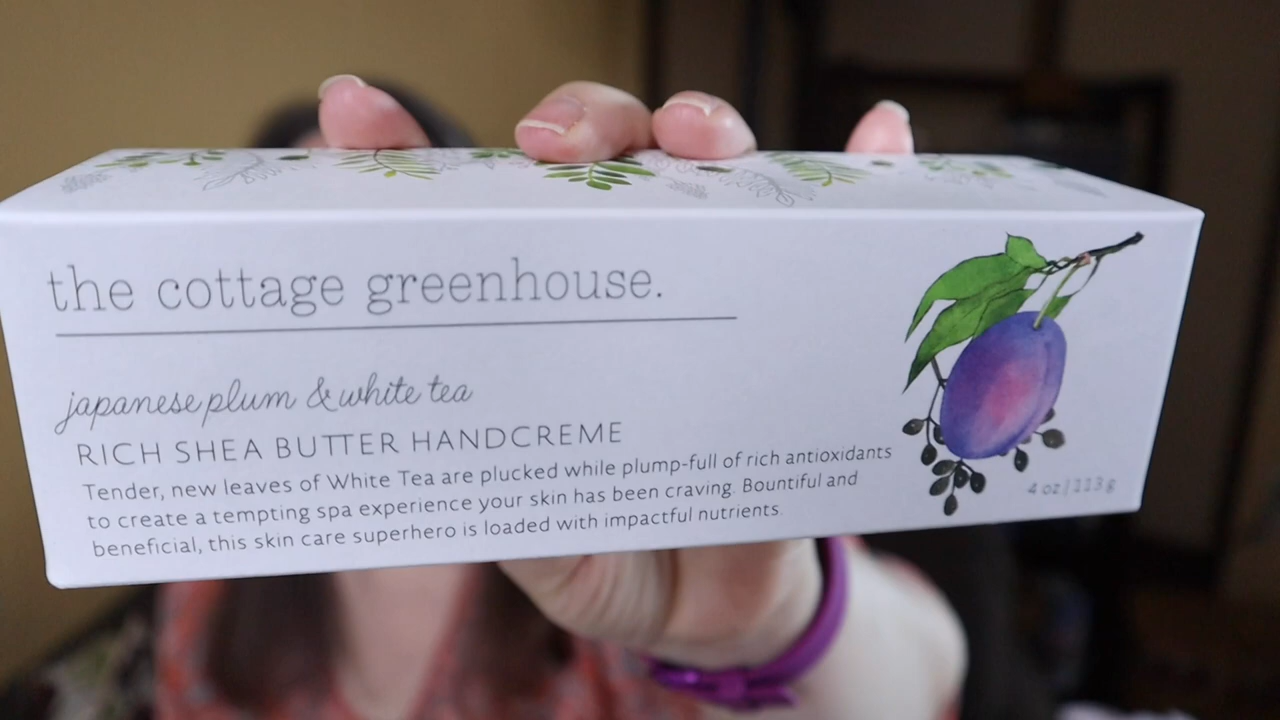 the cottage greenhouse.
japanese plum & white tea
RICH SHEA BUTTER HANDCREME
Tender, new leaves of White Tea are plucked while plump-full of rich antioxidants
to create a tempting spa experience your skin has been craving. Bountiful and
beneficial, this skin care superhero is loaded with impactful nutrients.
4 oz | 113 g